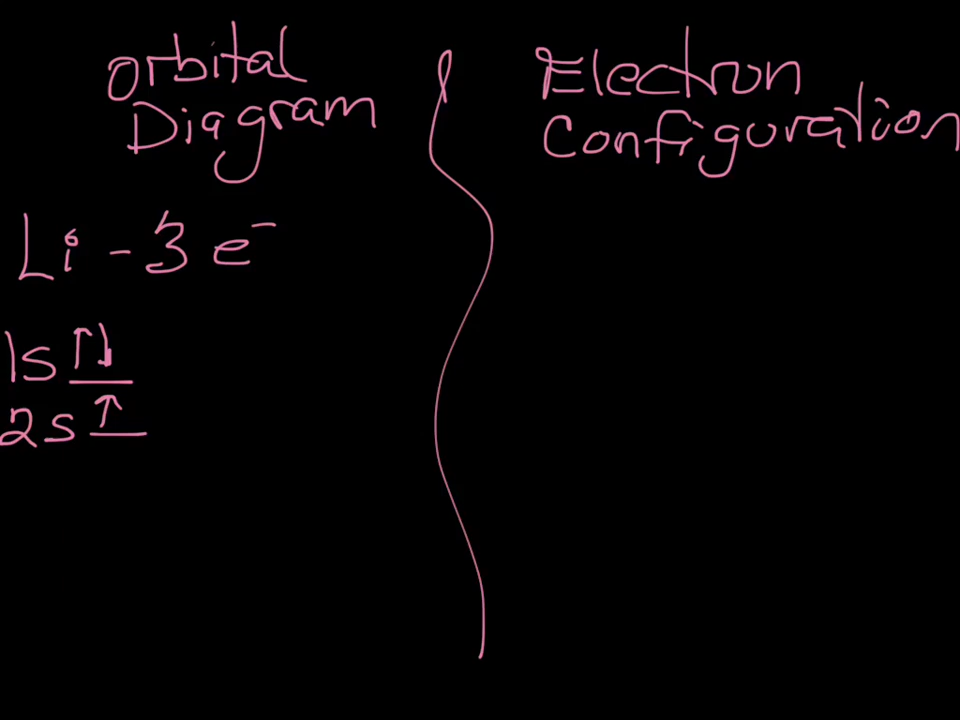 orbital
Diagram
Electron
Configuration
Li - 3 e⁻
1s ↑↓
2s ↑